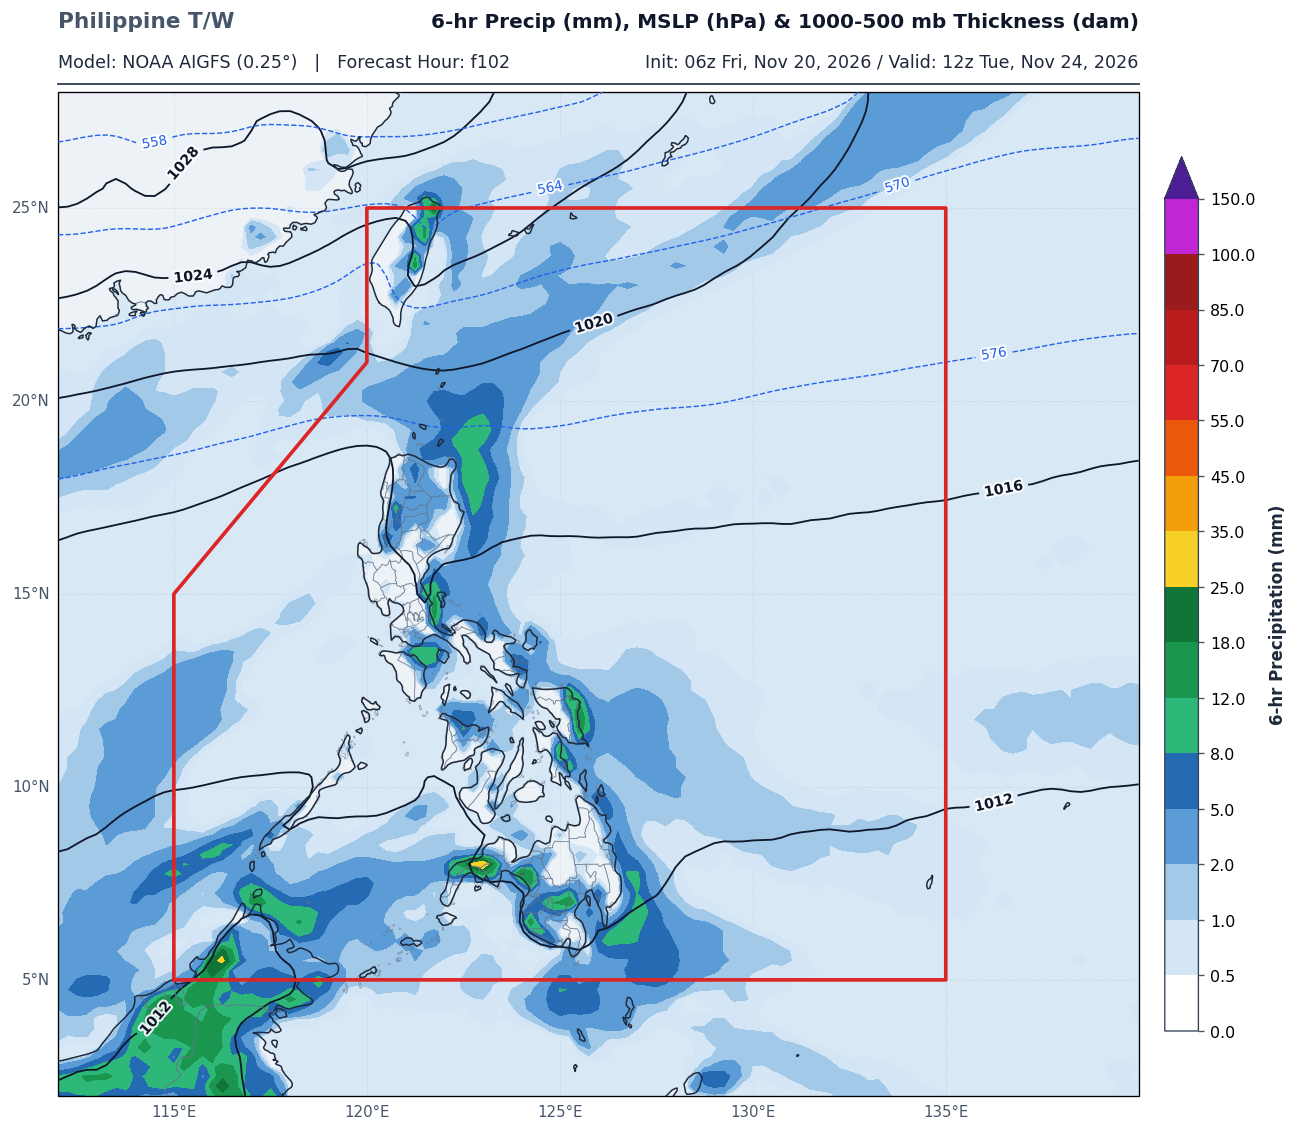 Philippine T/W
6-hr Precip (mm), MSLP (hPa) & 1000-500 mb Thickness (dam)
Model: NOAA AIGFS (0.25°) | Forecast Hour: f102
Init: 06z Fri, Nov 20, 2026 / Valid: 12z Tue, Nov 24, 2026
558
1028
564
570
25°N
1024
1020
576
20°N
1016
15°N
10°N
1012
5°N
1012
115°E
120°E
125°E
130°E
135°E
150.0
100.0
85.0
70.0
55.0
45.0
35.0
25.0
18.0
12.0
8.0
5.0
2.0
1.0
0.5
0.0
6-hr Precipitation (mm)